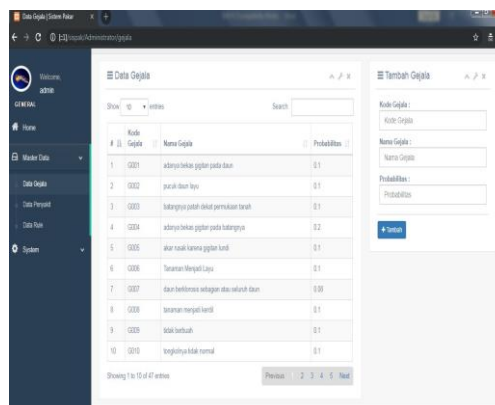 Data Gejala | Sistem Pakar
/sispak/Administrator/gejala
Welcome,
admin
GENERAL
Home
Master Data
Data Gejala
Data Penyakit
Data Rule
System
Data Gejala
Show 10 entries
Search:
# Kode Gejala Nama Gejala Probabilitas
1 G001 adanya bekas gigitan pada daun 0.1
2 G002 pucuk daun layu 0.1
3 G003 batangnya patah dekat permukaan tanah 0.1
4 G004 adanya bekas gigitan pada batangnya 0.2
5 G005 akar rusak karena gigitan lundi 0.1
6 G006 Tanaman Menjadi Layu 0.1
7 G007 daun berklorosis sebagian atau seluruh daun
8 G008 tanaman menjadi kerdil 0.1
9 G009 tidak berbuah 0.1
10 G010 tongkolnya tidak normal 0.1
Showing 1 to 10 of 47 entries
Previous 2 3 4 5 Next
Tambah Gejala
Kode Gejala :
Kode Gejala
Nama Gejala :
Nama Gejala
Probabilitas :
Probabilitas
+ Tambah